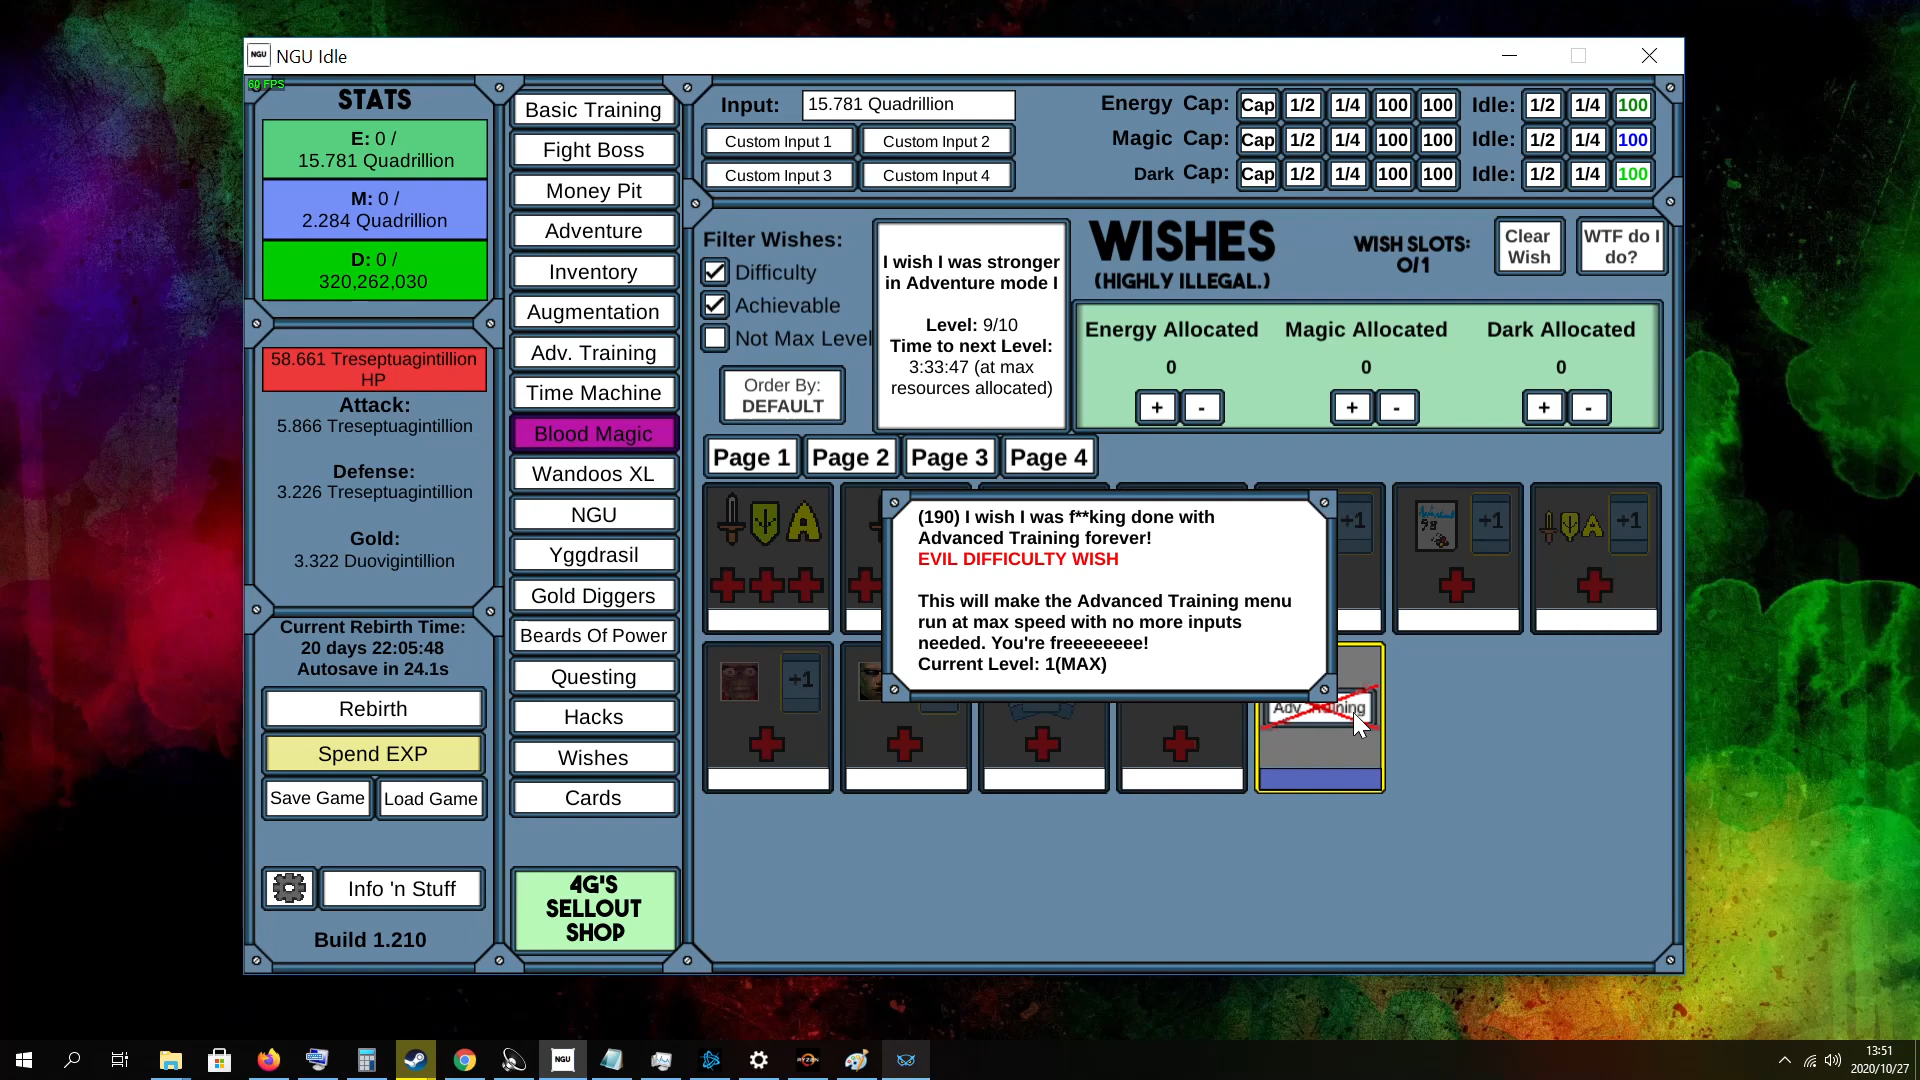 NGU
NGU Idle
60 FPS
STATS
E: 0 /
15.781 Quadrillion
M: 0 /
2.284 Quadrillion
D: 0 /
320,262,030
58.661 Treseptuagintillion
HP
Attack:
5.866 Treseptuagintillion
Defense:
3.226 Treseptuagintillion
Gold:
3.322 Duovigintillion
Current Rebirth Time:
20 days 22:05:48
Autosave in 24.1s
Rebirth
Spend EXP
Save Game
Load Game
Info 'n Stuff
Build 1.210
Basic Training
Fight Boss
Money Pit
Adventure
Inventory
Augmentation
Adv. Training
Time Machine
Blood Magic
Wandoos XL
NGU
Yggdrasil
Gold Diggers
Beards Of Power
Questing
Hacks
Wishes
Cards
4G'S
SELLOUT
SHOP
Input: 15.781 Quadrillion
Custom Input 1
Custom Input 2
Custom Input 3
Custom Input 4
Energy Cap: Cap 1/2 1/4 100 100 Idle: 1/2 1/4 100
Magic Cap: Cap 1/2 1/4 100 100 Idle: 1/2 1/4 100
Dark Cap: Cap 1/2 1/4 100 100 Idle: 1/2 1/4 100
Filter Wishes:
Difficulty
Achievable
Not Max Level
Order By:
DEFAULT
I wish I was stronger
in Adventure mode I
Level: 9/10
Time to next Level:
3:33:47 (at max
resources allocated)
WISHES
(HIGHLY ILLEGAL.)
WISH SLOTS:
0/1
Clear
Wish
WTF do I
do?
Energy Allocated
0
+ -
Magic Allocated
0
+ -
Dark Allocated
0
+ -
Page 1
Page 2
Page 3
Page 4
A
+1
98
+1
A +1
(190) I wish I was f**king done with
Advanced Training forever!
EVIL DIFFICULTY WISH
This will make the Advanced Training menu
run at max speed with no more inputs
needed. You're freeeeeeee!
Current Level: 1(MAX)
+1
Adv Training
NGU
RYZEN
13:51
2020/10/27